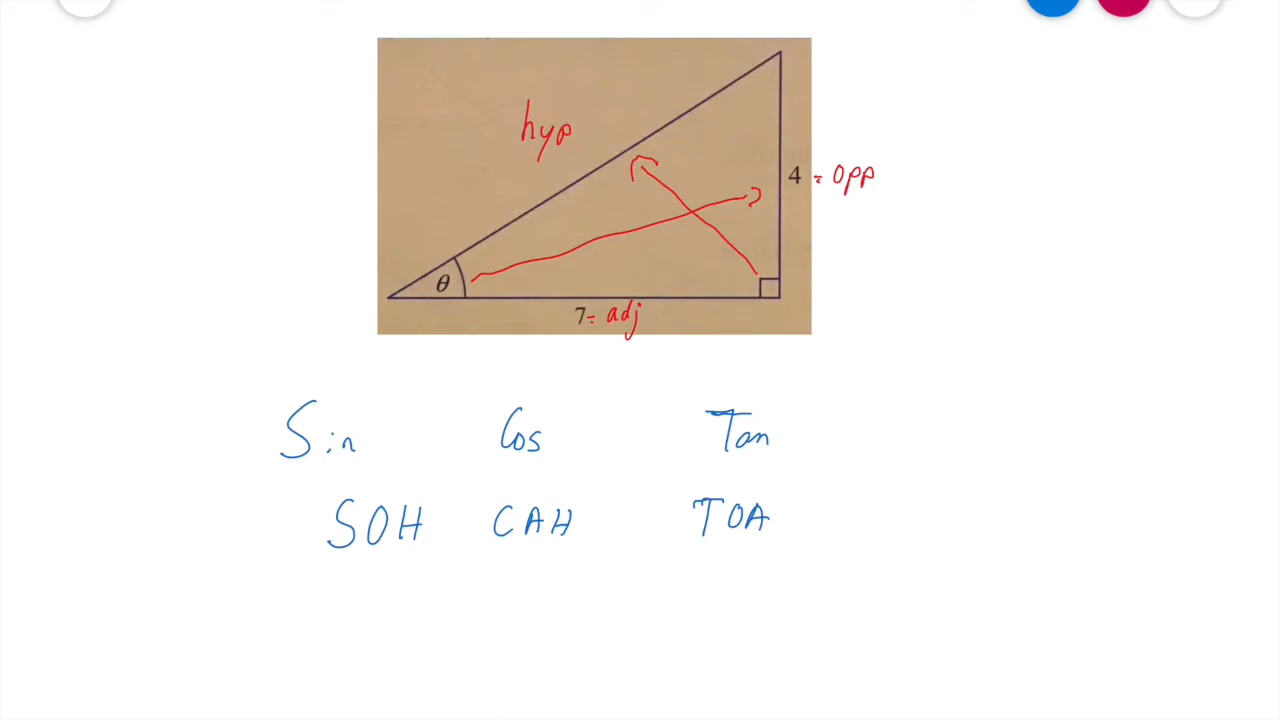 hyp
4 = opp
θ
7 = adj
Sin Cos Tan
SOH CAH TOA